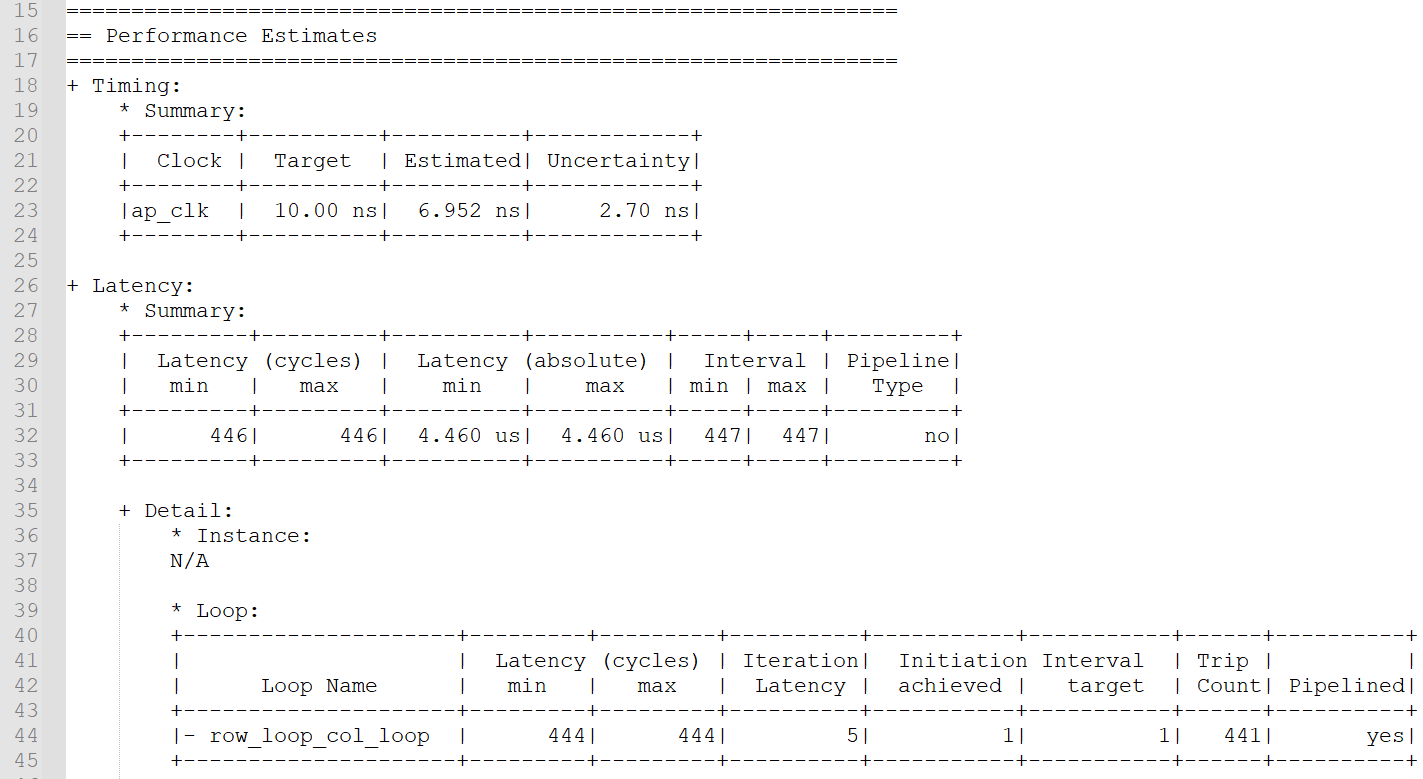 15 ================================================================
16 == Performance Estimates
17 ================================================================
18 + Timing:
19     * Summary:
20     +--------+----------+----------+------------+
21     |  Clock |  Target  | Estimated| Uncertainty|
22     +--------+----------+----------+------------+
23     |ap_clk  |  10.00 ns|  6.952 ns|     2.70 ns|
24     +--------+----------+----------+------------+
25
26 + Latency:
27     * Summary:
28     +---------+---------+----------+----------+-----+-----+---------+
29     |  Latency (cycles) |  Latency (absolute) |  Interval | Pipeline|
30     |   min   |   max   |    min   |    max   | min | max |   Type  |
31     +---------+---------+----------+----------+-----+-----+---------+
32     |      446|      446|  4.460 us|  4.460 us|  447|  447|       no|
33     +---------+---------+----------+----------+-----+-----+---------+
34
35     + Detail:
36         * Instance:
37         N/A
38
39         * Loop:
40         +---------------------+---------+---------+----------+-----------+-----------+------+----------+
41         |                     |  Latency (cycles) | Iteration|  Initiation Interval  | Trip |          |
42         |      Loop Name      |   min   |   max   |  Latency |  achieved |   target  | Count| Pipelined|
43         +---------------------+---------+---------+----------+-----------+-----------+------+----------+
44         |- row_loop_col_loop  |      444|      444|         5|          1|          1|   441|       yes|
45         +---------------------+---------+---------+----------+-----------+-----------+------+----------+